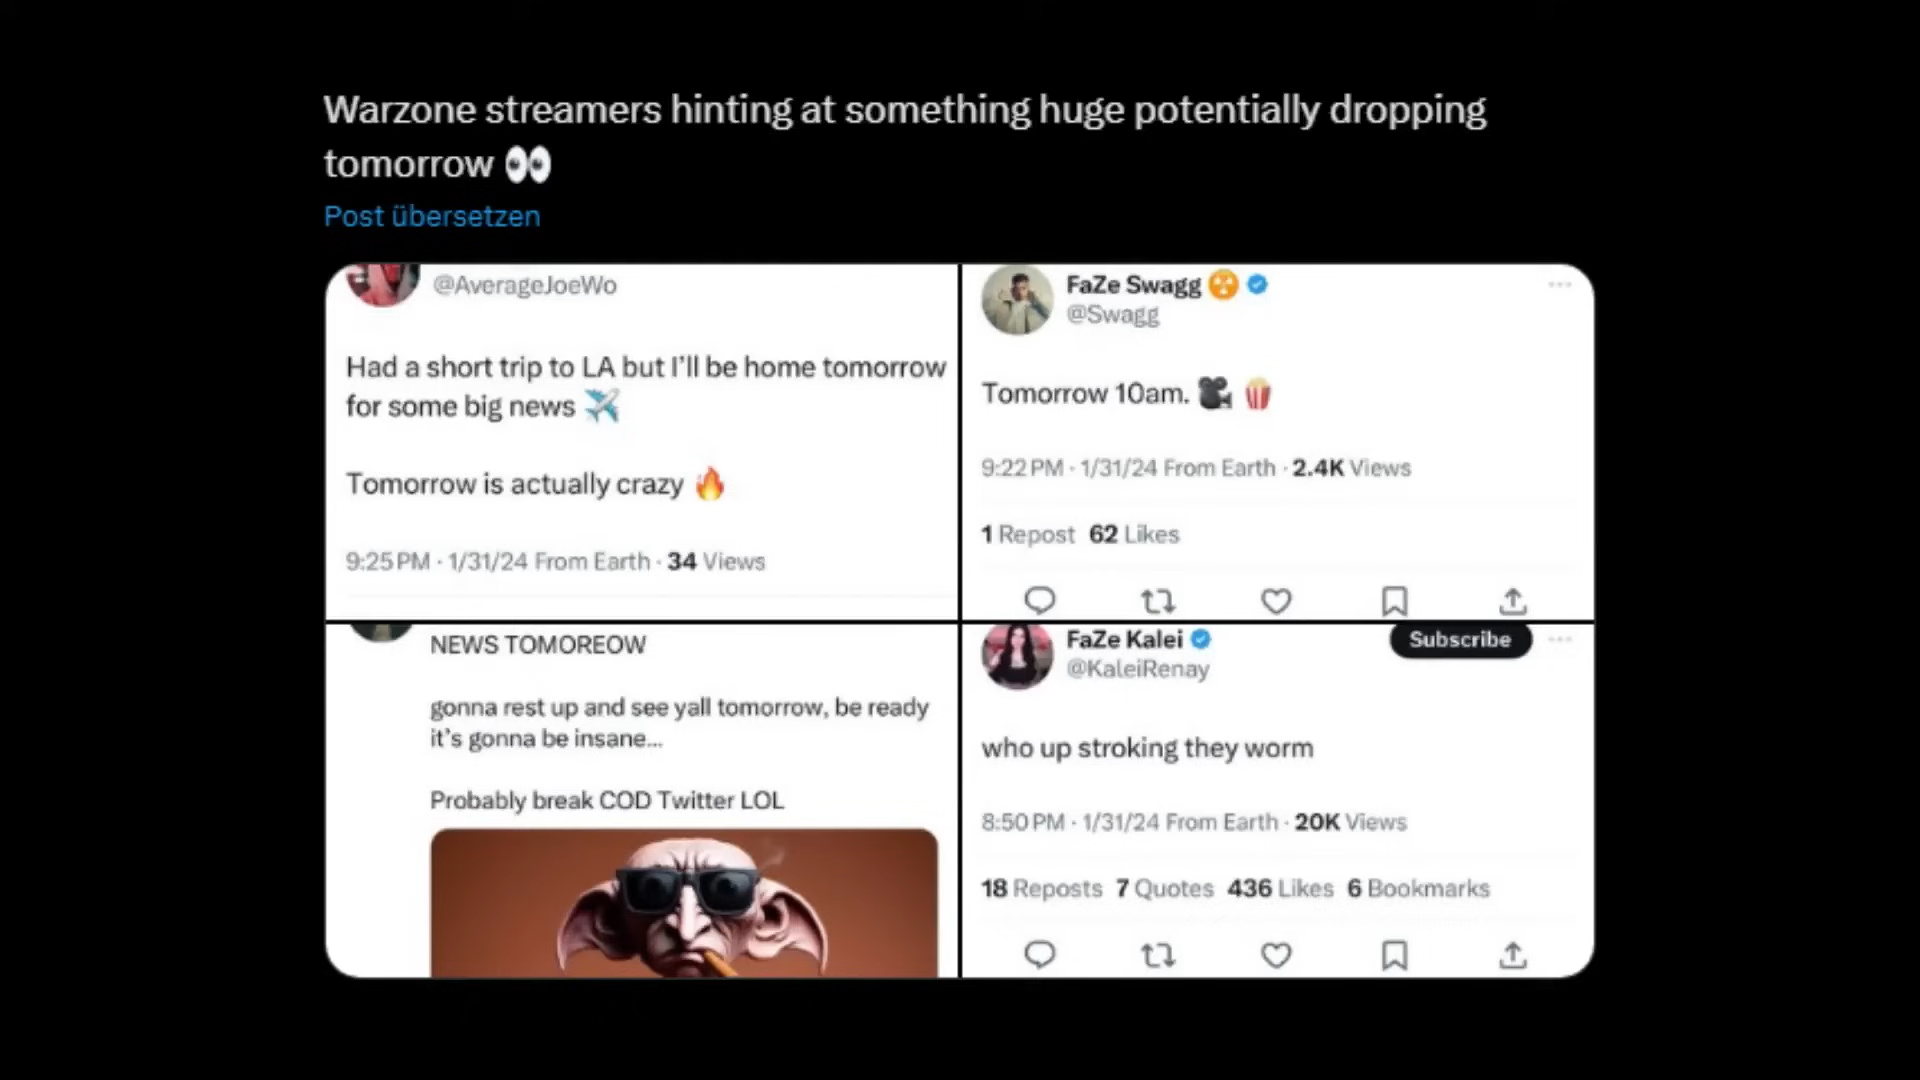 Warzone streamers hinting at something huge potentially dropping
tomorrow 👀
Post übersetzen
@AverageJoeWo
Had a short trip to LA but I'll be home tomorrow
for some big news ✈️
Tomorrow is actually crazy 🔥
9:25 PM · 1/31/24 From Earth · 34 Views
FaZe Swagg
@Swagg
Tomorrow 10am. 🎥 🍿
9:22 PM · 1/31/24 From Earth · 2.4K Views
1 Repost 62 Likes
NEWS TOMOREOW
gonna rest up and see yall tomorrow, be ready
it's gonna be insane...
Probably break COD Twitter LOL
FaZe Kalei
@KaleiRenay
Subscribe
who up stroking they worm
8:50 PM · 1/31/24 From Earth · 20K Views
18 Reposts 7 Quotes 436 Likes 6 Bookmarks